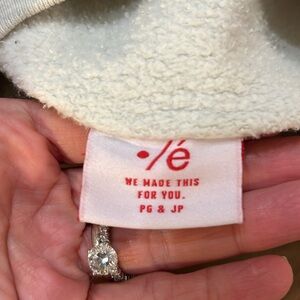 •/é
WE MADE THIS
FOR YOU.
PG & JP